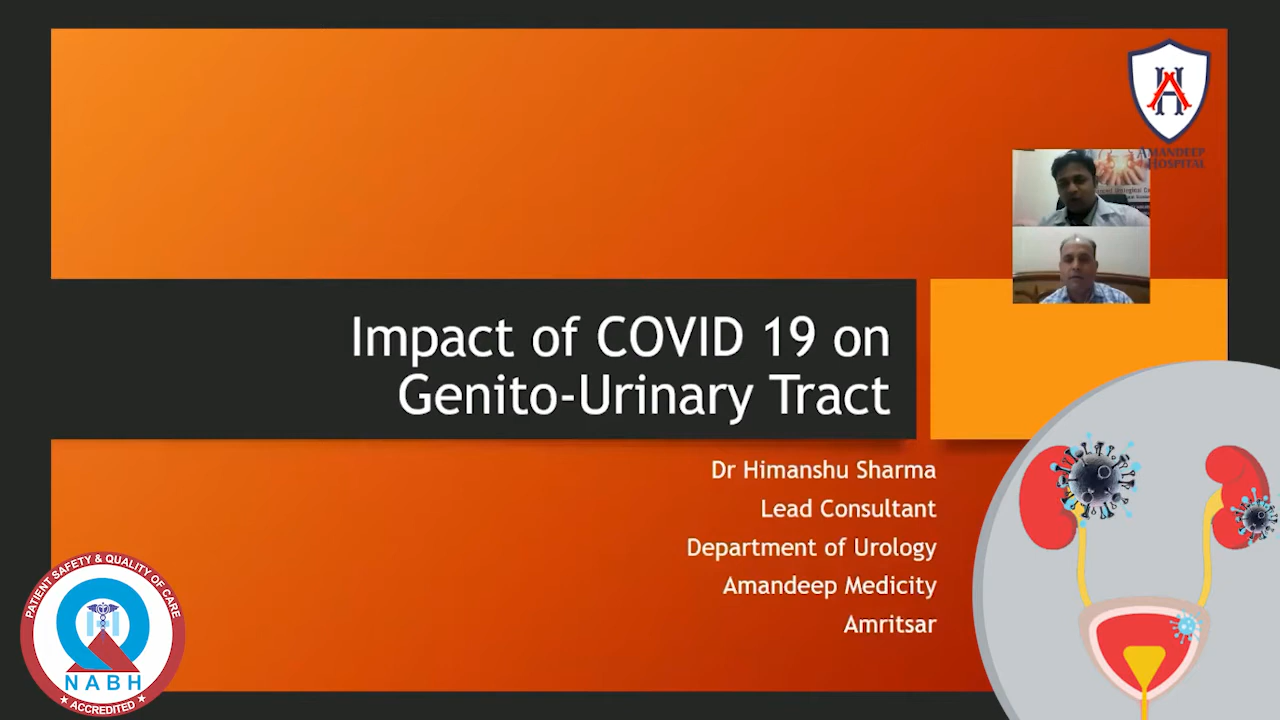 AMANDEEP
HOSPITAL
Impact of COVID 19 on
Genito-Urinary Tract
Dr Himanshu Sharma
Lead Consultant
Department of Urology
Amandeep Medicity
Amritsar
PATIENT SAFETY & QUALITY OF CARE
NABH
★ ACCREDITED ★